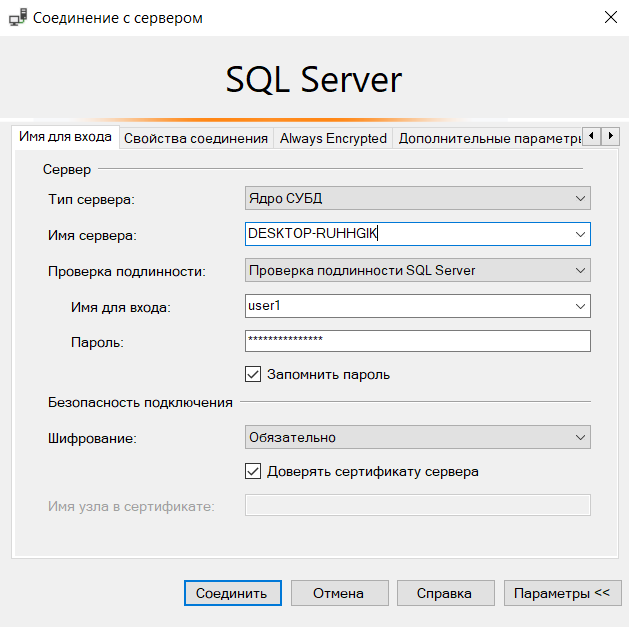 Соединение с сервером
SQL Server
Имя для входа Свойства соединения Always Encrypted Дополнительные параметры
Сервер
Тип сервера: Ядро СУБД
Имя сервера: DESKTOP-RUHHGIK
Проверка подлинности: Проверка подлинности SQL Server
Имя для входа: user1
Пароль: ***************
Запомнить пароль
Безопасность подключения
Шифрование: Обязательно
Доверять сертификату сервера
Имя узла в сертификате:
Соединить Отмена Справка Параметры <<